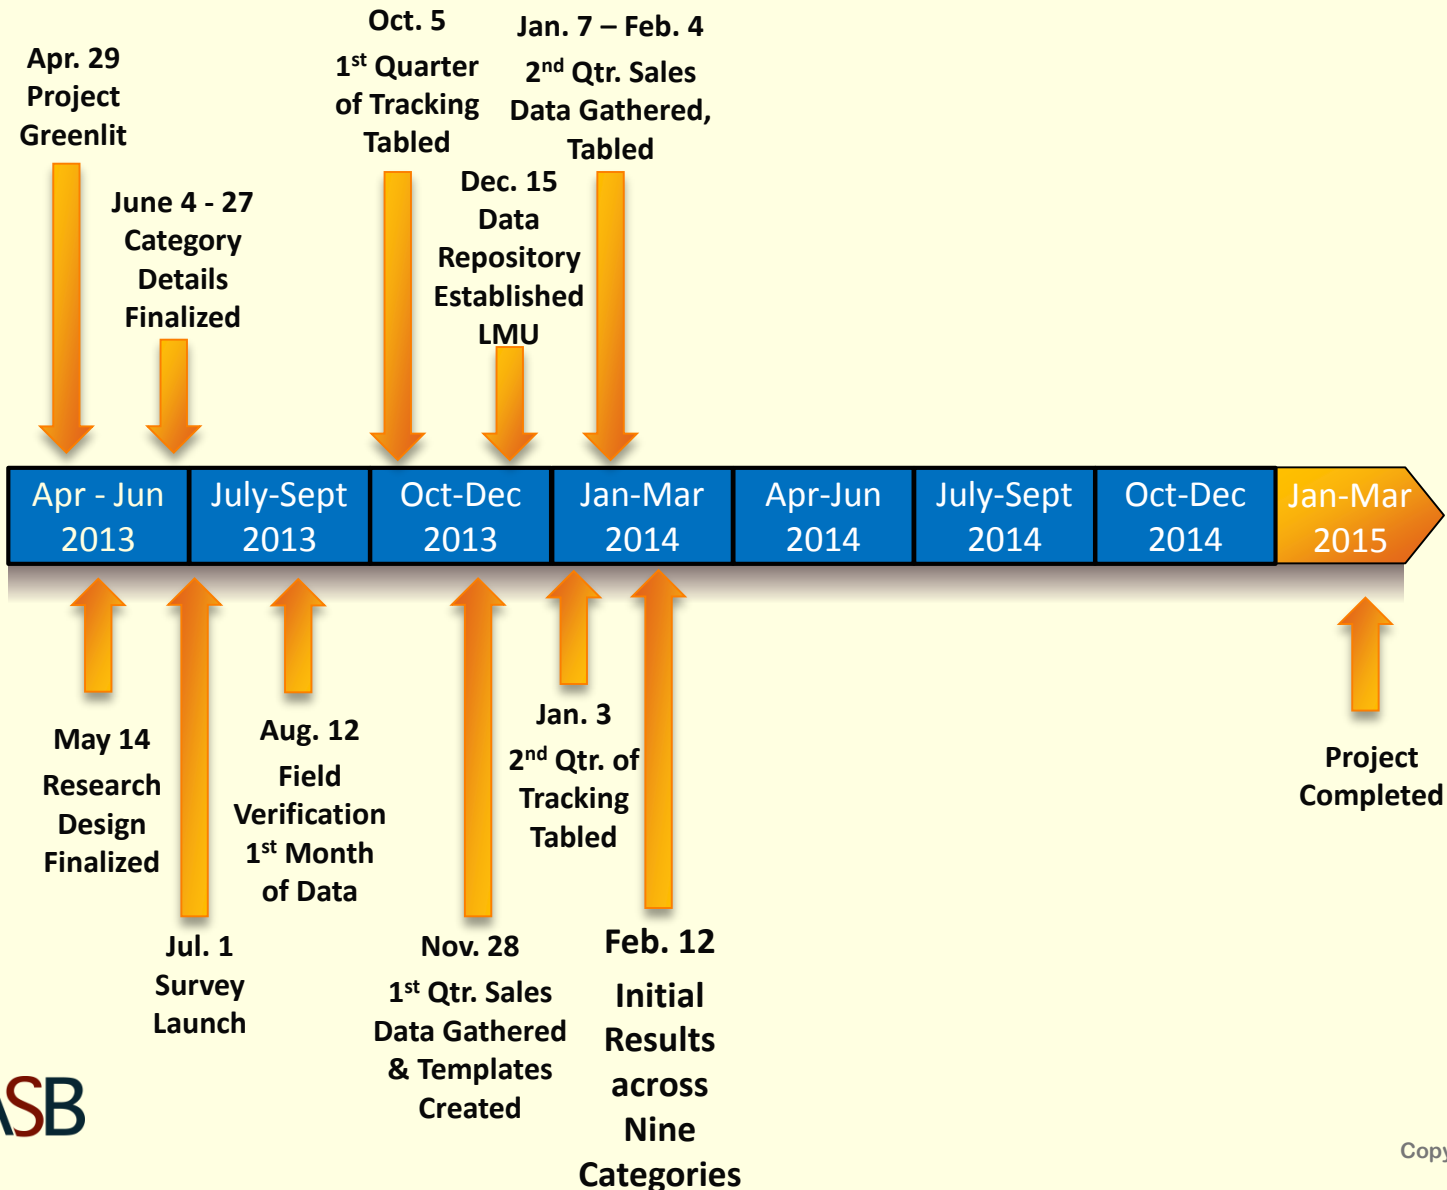 Apr. 29
Project
Greenlit
June 4 - 27
Category
Details
Finalized
Oct. 5
1st Quarter
of Tracking
Tabled
Dec. 15
Data
Repository
Established
LMU
Jan. 7 – Feb. 4
2nd Qtr. Sales
Data Gathered,
Tabled
Apr - Jun
2013
July-Sept
2013
Oct-Dec
2013
Jan-Mar
2014
Apr-Jun
2014
July-Sept
2014
Oct-Dec
2014
Jan-Mar
2015
May 14
Research
Design
Finalized
Jul. 1
Survey
Launch
Aug. 12
Field
Verification
1st Month
of Data
Nov. 28
1st Qtr. Sales
Data Gathered
& Templates
Created
Jan. 3
2nd Qtr. of
Tracking
Tabled
Feb. 12
Initial
Results
across
Nine
Categories
Project
Completed
ASB
Copy